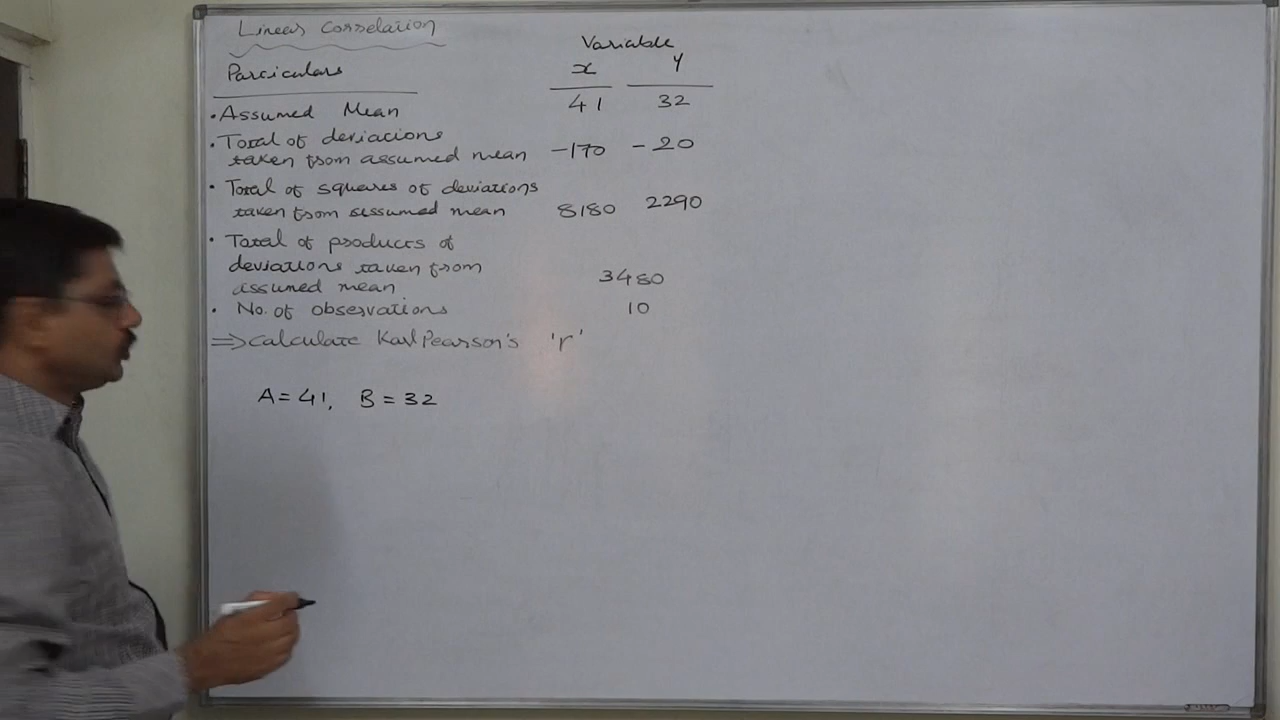 Linear Correlation
Variable
Particulars x y
• Assumed Mean 41 32
• Total of deviations
taken from assumed mean -170 -20
• Total of squares of deviations
taken from assumed mean 8180 2290
• Total of products of
deviations taken from
assumed mean 3480
• No. of observations 10
⇒ Calculate Karl Pearson's 'r'
A = 41, B = 32